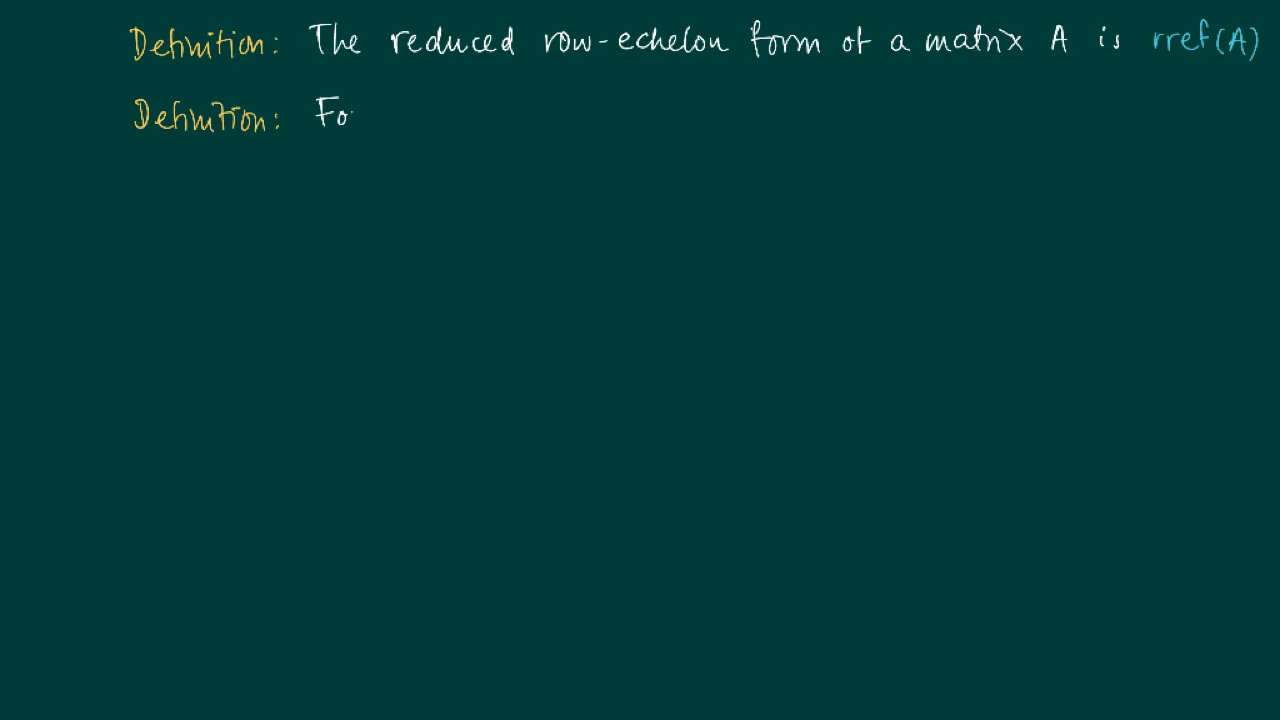 Definition: The reduced row-echelon form of a matrix A is rref(A)
Definition: Fo